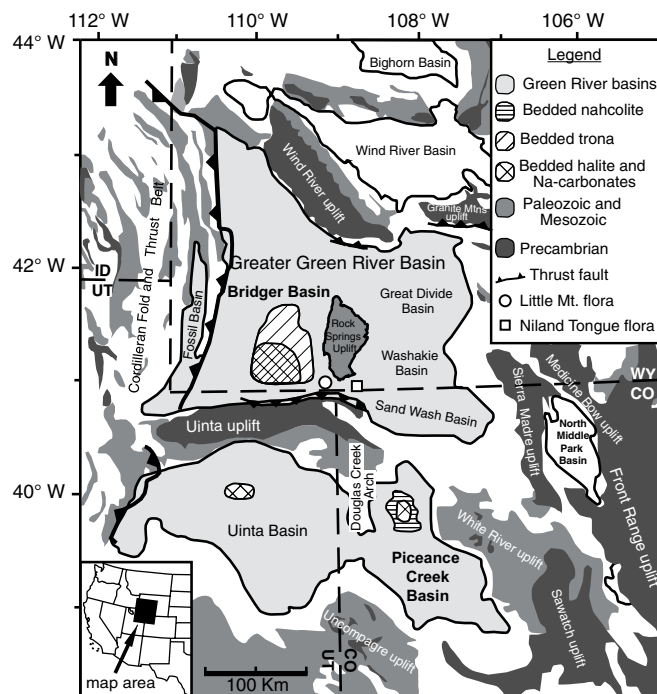 112° W
110° W
108° W
106° W
44° N
N
Bighorn Basin
Legend
Green River basins
Bedded nahcolite
Bedded trona
Bedded halite and
Na-carbonates
Paleozoic and
Mesozoic
Precambrian
Thrust fault
Little Mt. flora
Niland Tongue flora
Wind River Basin
Wind River uplift
Granite Mtns
uplift
42° N
ID
UT
Cordilleran Fold and Thrust Belt
Fossil Basin
Greater Green River Basin
Bridger Basin
Great Divide
Basin
Rock
Springs
Uplift
Washakie
Basin
Sand Wash Basin
WY
CO
Sierra Madre uplift
Medicine Bow uplift
North
Middle
Park
Basin
Front Range uplift
Uinta uplift
40° N
Douglas Creek
Arch
Uinta Basin
Piceance
Creek
Basin
White River uplift
Sawatch uplift
Uncompagre uplift
CO
UT
map area
100 Km